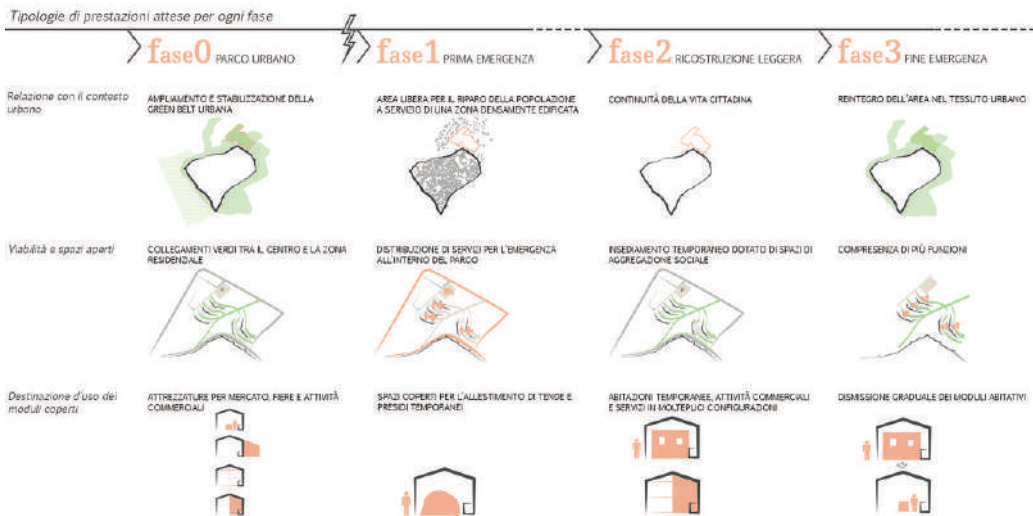 Tipologie di prestazioni attese per ogni fase
fase0 PARCO URBANO
fase1 PRIMA EMERGENZA
fase2 RICOSTRUZIONE LEGGERA
fase3 FINE EMERGENZA
Relazione con il contesto
urbano
AMPLIAMENTO E STABILIZZAZIONE DELLA
GREEN BELT URBANA
AREA LIBERA PER IL RIPARO DELLA POPOLAZIONE
A SERVIZIO DI UNA ZONA DENSAMENTE EDIFICATA
CONTINUITÀ DELLA VITA CITTADINA
REINTEGRO DELL'AREA NEL TESSUTO URBANO
Viabilità e spazi aperti
COLLEGAMENTI VERDI TRA IL CENTRO E LA ZONA
RESIDENZIALE
DISTRIBUZIONE DI SERVIZI PER L'EMERGENZA
ALL'INTERNO DEL PARCO
INSEDIAMENTO TEMPORANEO DOTATO DI SPAZI DI
AGGREGAZIONE SOCIALE
COMPRESENZA DI PIÙ FUNZIONI
Destinazione d'uso dei
moduli coperti
ATTREZZATURE PER MERCATO, FIERE E ATTIVITÀ
COMMERCIALI
SPAZI COPERTI PER L'ALLESTIMENTO DI TENDE E
PRESIDI TEMPORANEI
ABITAZIONI TEMPORANEE, ATTIVITÀ COMMERCIALI
E SERVIZI IN MOLTEPLICI CONFIGURAZIONI
DISMISSIONE GRADUALE DEI MODULI ABITATIVI